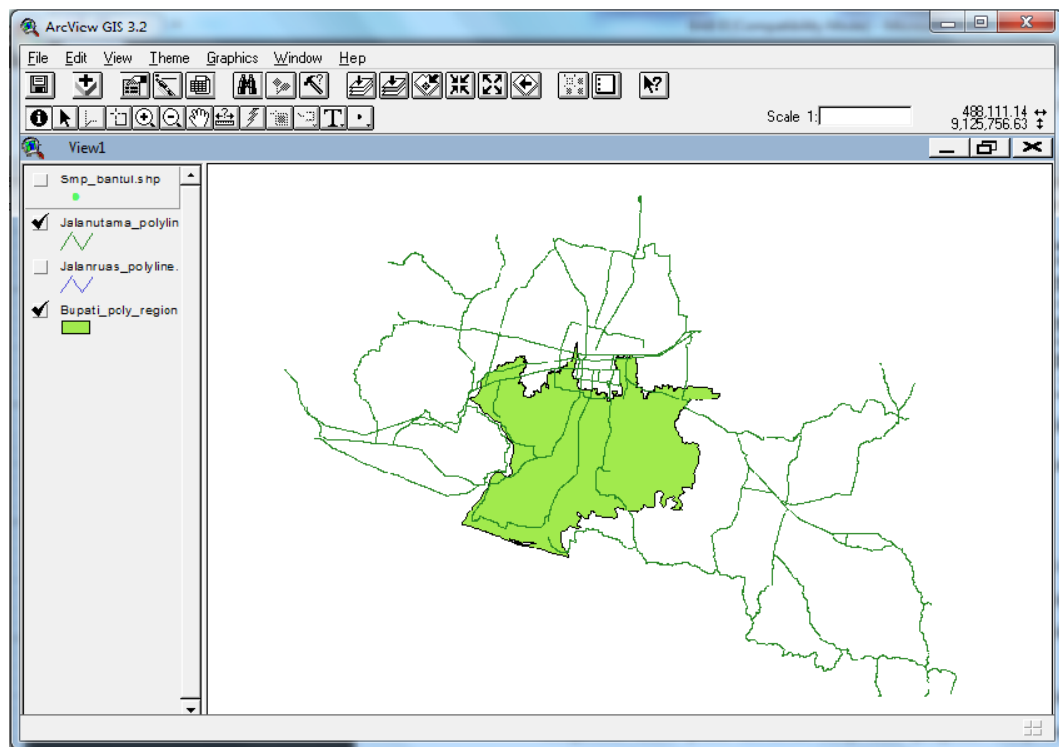 ArcView GIS 3.2
File Edit View Theme Graphics Window Hep
Scale 1:
488,111.14
9,125,756.63
View1
Smp_bantul.shp
Jalanutama_polylin
Jalanruas_polyline.
Bupati_poly_region